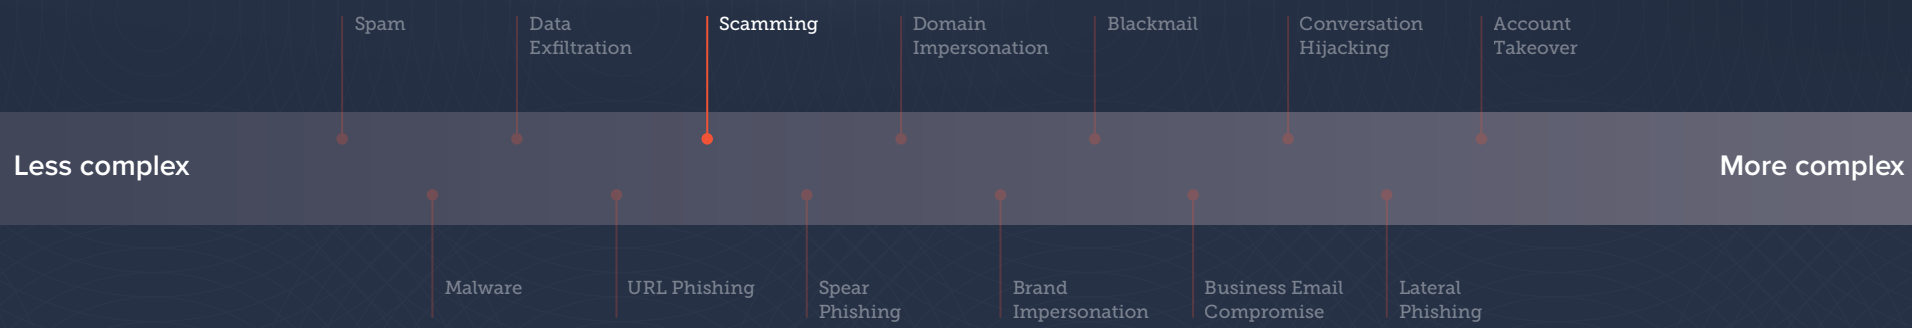 Spam
Data
Exfiltration
Scamming
Domain
Impersonation
Blackmail
Conversation
Hijacking
Account
Takeover
Less complex
More complex
Malware
URL Phishing
Spear
Phishing
Brand
Impersonation
Business Email
Compromise
Lateral
Phishing